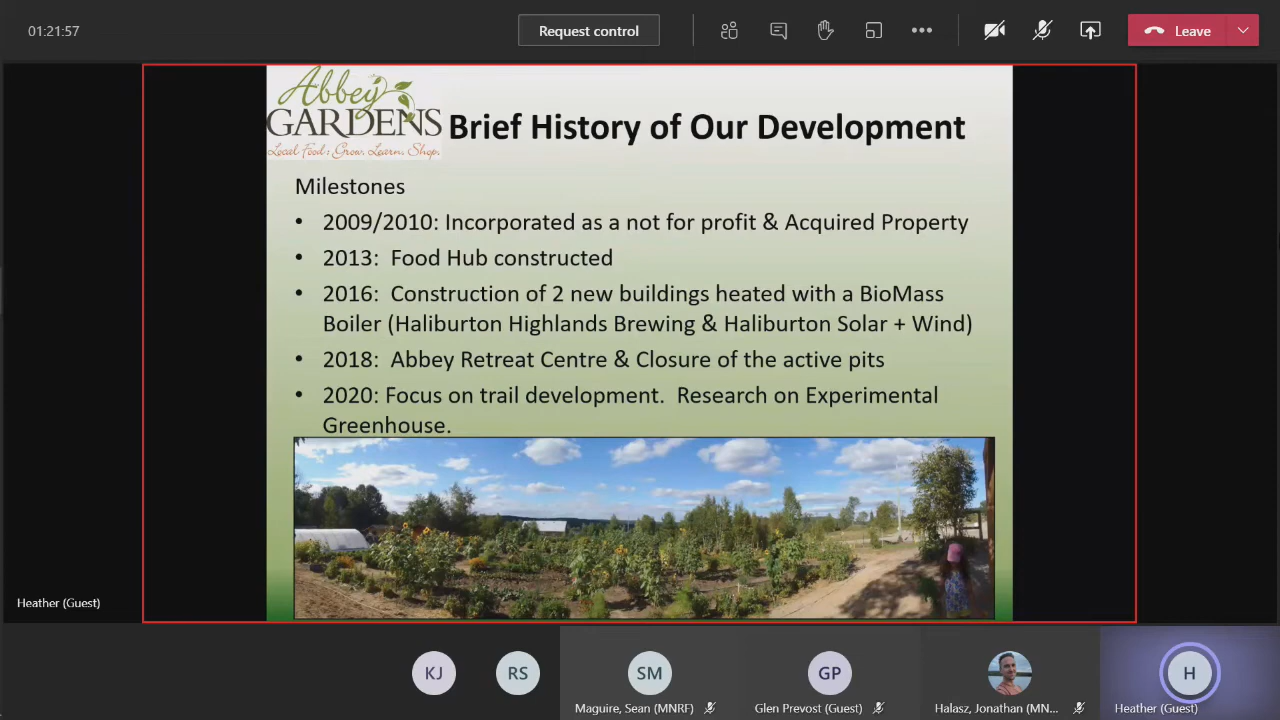 01:21:57
Request control
Leave
Abbey
GARDENS
Local Food: Grow. Learn. Shop.
Brief History of Our Development
Milestones
• 2009/2010: Incorporated as a not for profit & Acquired Property
• 2013: Food Hub constructed
• 2016: Construction of 2 new buildings heated with a BioMass
Boiler (Haliburton Highlands Brewing & Haliburton Solar + Wind)
• 2018: Abbey Retreat Centre & Closure of the active pits
• 2020: Focus on trail development. Research on Experimental
Greenhouse.
Heather (Guest)
KJ
RS
SM
GP
H
Maguire, Sean (MNRF)
Glen Prevost (Guest)
Halasz, Jonathan (MN...
Heather (Guest)